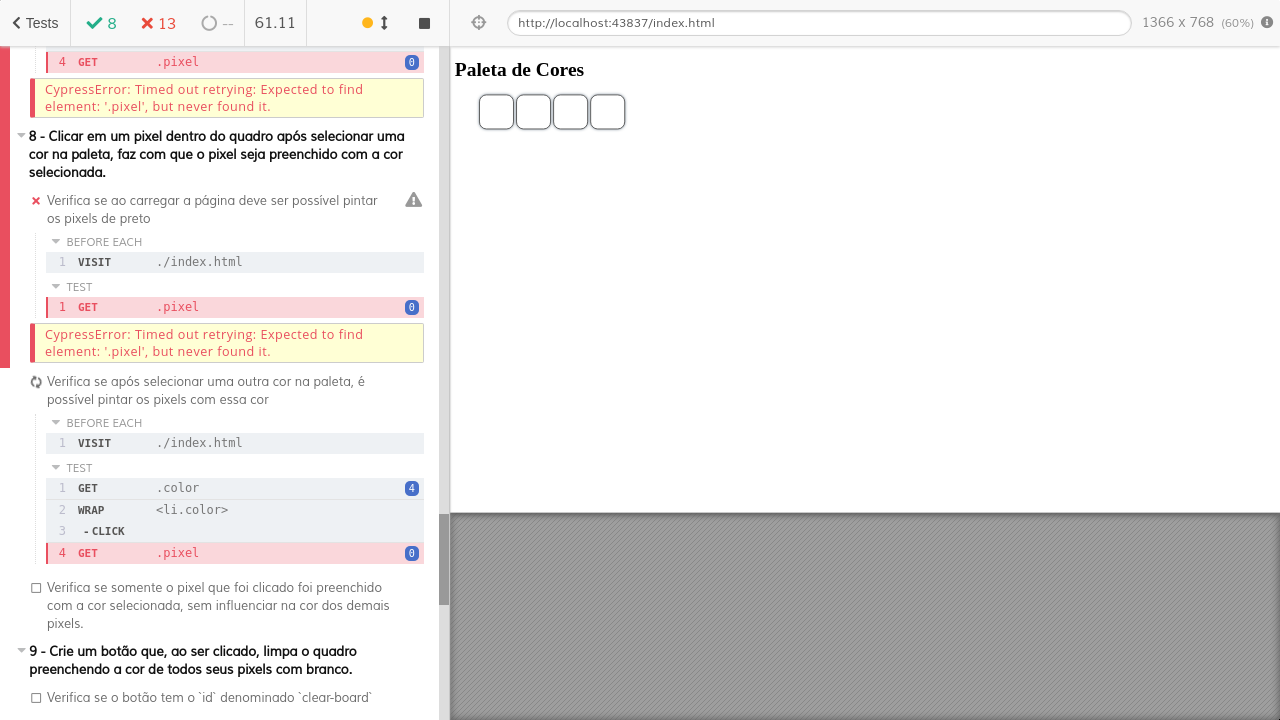 Tests 8 13 -- 61.11 http://localhost:43837/index.html 1366 x 768 (60%)
4 GET .pixel 0
CypressError: Timed out retrying: Expected to find
element: '.pixel', but never found it.
8 - Clicar em um pixel dentro do quadro após selecionar uma
cor na paleta, faz com que o pixel seja preenchido com a cor
selecionada.
Verifica se ao carregar a página deve ser possível pintar
os pixels de preto
BEFORE EACH
1 VISIT ./index.html
TEST
1 GET .pixel 0
CypressError: Timed out retrying: Expected to find
element: '.pixel', but never found it.
Verifica se após selecionar uma outra cor na paleta, é
possível pintar os pixels com essa cor
BEFORE EACH
1 VISIT ./index.html
TEST
1 GET .color 4
2 WRAP <li.color>
3 - CLICK
4 GET .pixel 0
Verifica se somente o pixel que foi clicado foi preenchido
com a cor selecionada, sem influenciar na cor dos demais
pixels.
9 - Crie um botão que, ao ser clicado, limpa o quadro
preenchendo a cor de todos seus pixels com branco.
Verifica se o botão tem o `id` denominado `clear-board`
Paleta de Cores